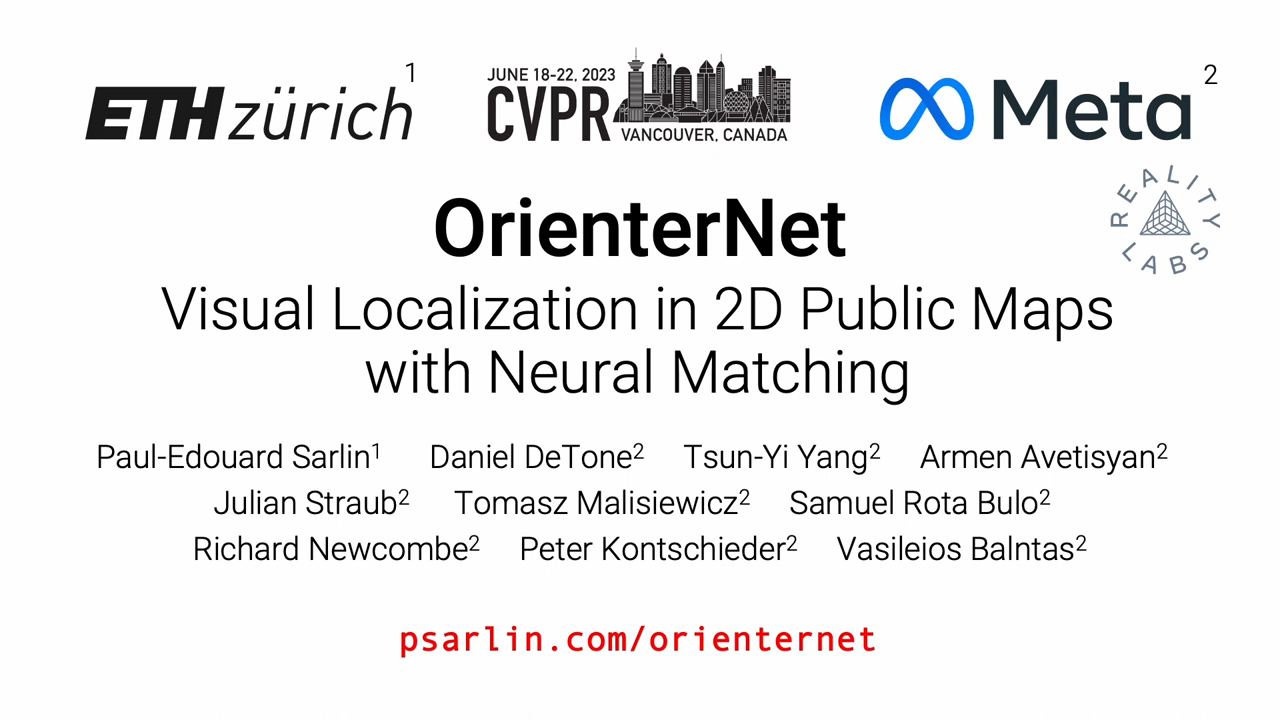 ETH zürich 1
JUNE 18-22, 2023
CVPR
VANCOUVER, CANADA
Meta 2
REALITY LABS
OrienterNet
Visual Localization in 2D Public Maps
with Neural Matching
Paul-Edouard Sarlin1 Daniel DeTone2 Tsun-Yi Yang2 Armen Avetisyan2
Julian Straub2 Tomasz Malisiewicz2 Samuel Rota Bulo2
Richard Newcombe2 Peter Kontschieder2 Vasileios Balntas2
psarlin.com/orienternet